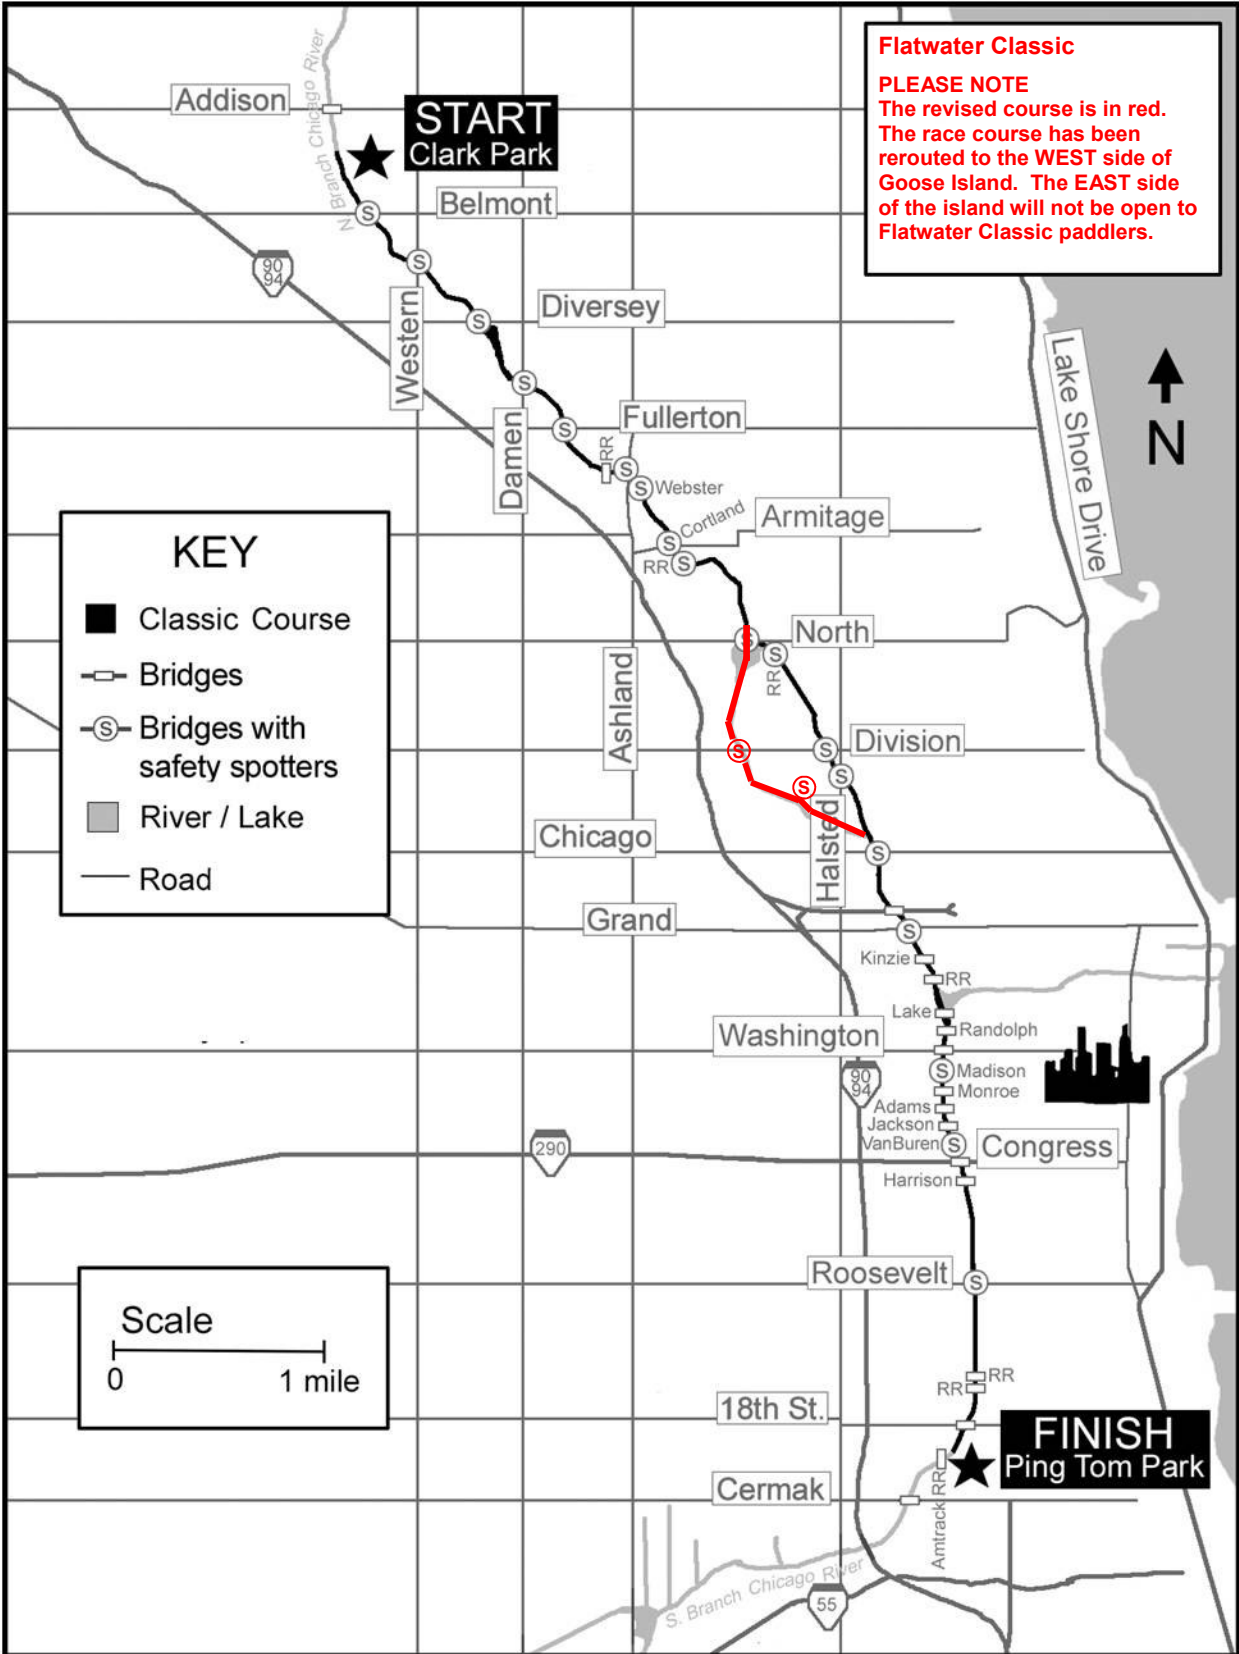 Flatwater Classic
PLEASE NOTE
The revised course is in red.
The race course has been
rerouted to the WEST side of
Goose Island.  The EAST side
of the island will not be open to
Flatwater Classic paddlers.
N Branch Chicago River
Addison
START
Clark Park
Belmont
90
94
Western
Diversey
Lake Shore Drive
N
Damen
Fullerton
RR
S
S
S
S
S
S
S
Webster
Cortland
Armitage
S
RR
S
KEY
Classic Course
Bridges
S
Bridges with
safety spotters
River / Lake
Road
Ashland
S
North
S
RR
S
S
Division
S
S
Halsted
Chicago
S
Grand
S
Kinzie
RR
Lake
Randolph
Washington
90
94
S
Madison
Monroe
Adams
Jackson
VanBuren
S
Congress
290
Harrison
Roosevelt
S
Scale
0
1 mile
RR
RR
18th St.
FINISH
Ping Tom Park
Cermak
Amtrack RR
S. Branch Chicago River
55